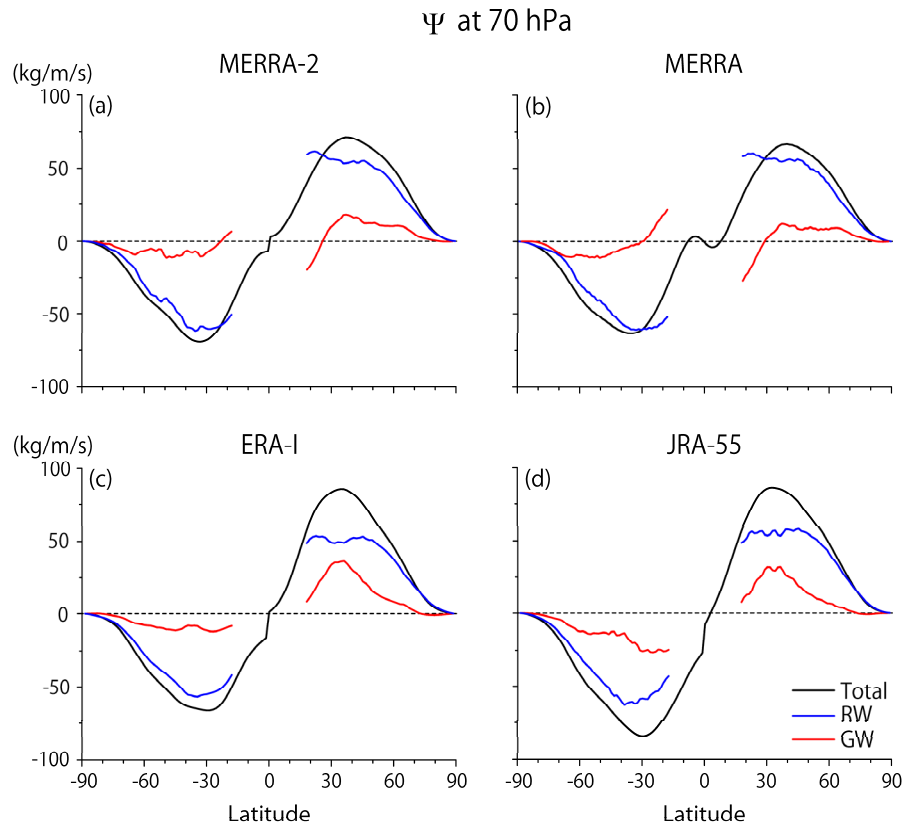 Ψ at 70 hPa
MERRA-2
MERRA
(kg/m/s)
100
50
0
-50
-100
(a)
(b)
ERA-I
JRA-55
(kg/m/s)
100
50
0
-50
-100
(c)
(d)
Total
RW
GW
-90 -60 -30 0 30 60 90
-90 -60 -30 0 30 60 90
Latitude
Latitude